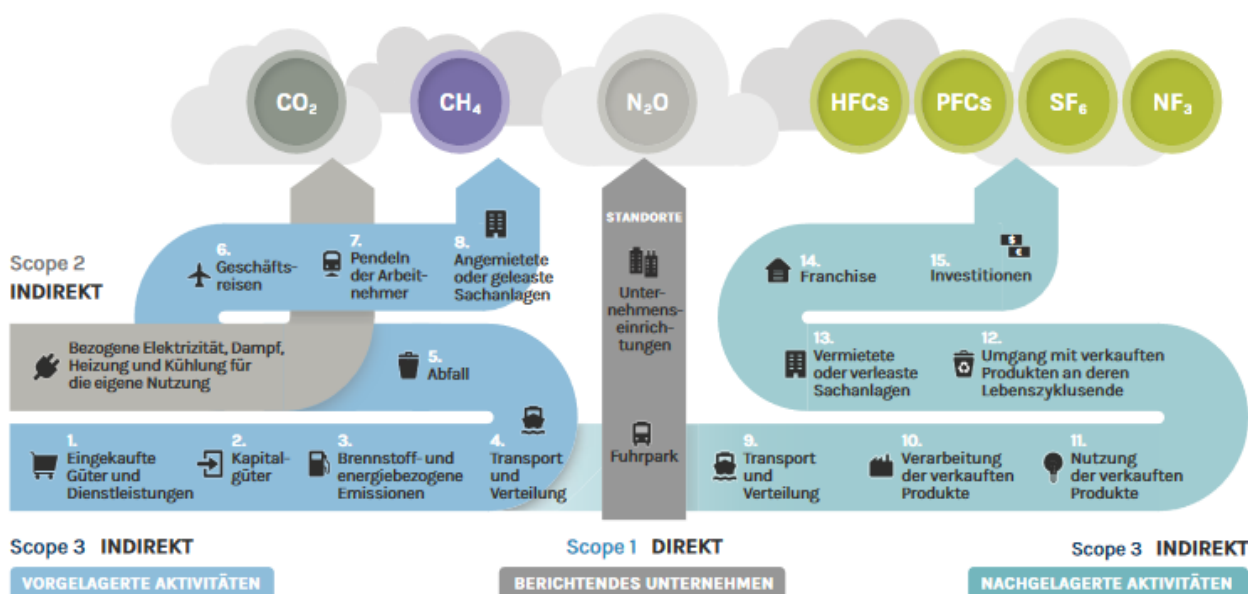 CO₂
CH₄
N₂O
HFCs
PFCs
SF₆
NF₃
Scope 2
INDIREKT
6.
Geschäfts-
reisen
7.
Pendeln
der Arbeit-
nehmer
8.
Angemietete
oder geleaste
Sachanlagen
STANDORTE
Unter-
nehmensein-
rich-
tungen
14.
Franchise
15.
Investitionen
Bezogene Elektrizität, Dampf,
Heizung und Kühlung für
die eigene Nutzung
5.
Abfall
13.
Vermietete
oder verleaste
Sachanlagen
12.
Umgang mit verkauften
Produkten an deren
Lebenszyklusende
1.
Eingekaufte
Güter und
Dienstleistungen
2.
Kapital-
güter
3.
Brennstoff- und
energiebezogene
Emissionen
4.
Transport
und
Verteilung
Fuhrpark
9.
Transport
und
Verteilung
10.
Verarbeitung
der verkauften
Produkte
11.
Nutzung
der verkauften
Produkte
Scope 3 INDIREKT
Scope 1 DIREKT
Scope 3 INDIREKT
VORGELAGERTE AKTIVITÄTEN
BERICHTENDES UNTERNEHMEN
NACHGELAGERTE AKTIVITÄTEN